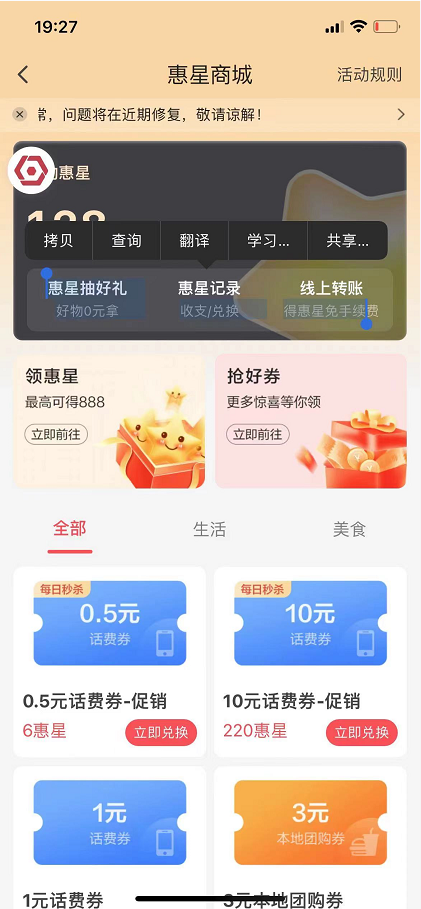 19:27
惠星商城
活动规则
常，问题将在近期修复，敬请谅解！
惠星
拷贝 查询 翻译 学习... 共享...
惠星抽好礼 惠星记录 线上转账
好物0元拿 收支/兑换 得惠星免手续费
领惠星 抢好券
最高可得888 更多惊喜等你领
立即前往 立即前往
全部 生活 美食
每日秒杀 每日秒杀
0.5元 10元
话费券 话费券
0.5元话费券-促销 10元话费券-促销
6惠星 立即兑换 220惠星 立即兑换
1元 3元
话费券 本地团购券
1元话费券 3元本地团购券